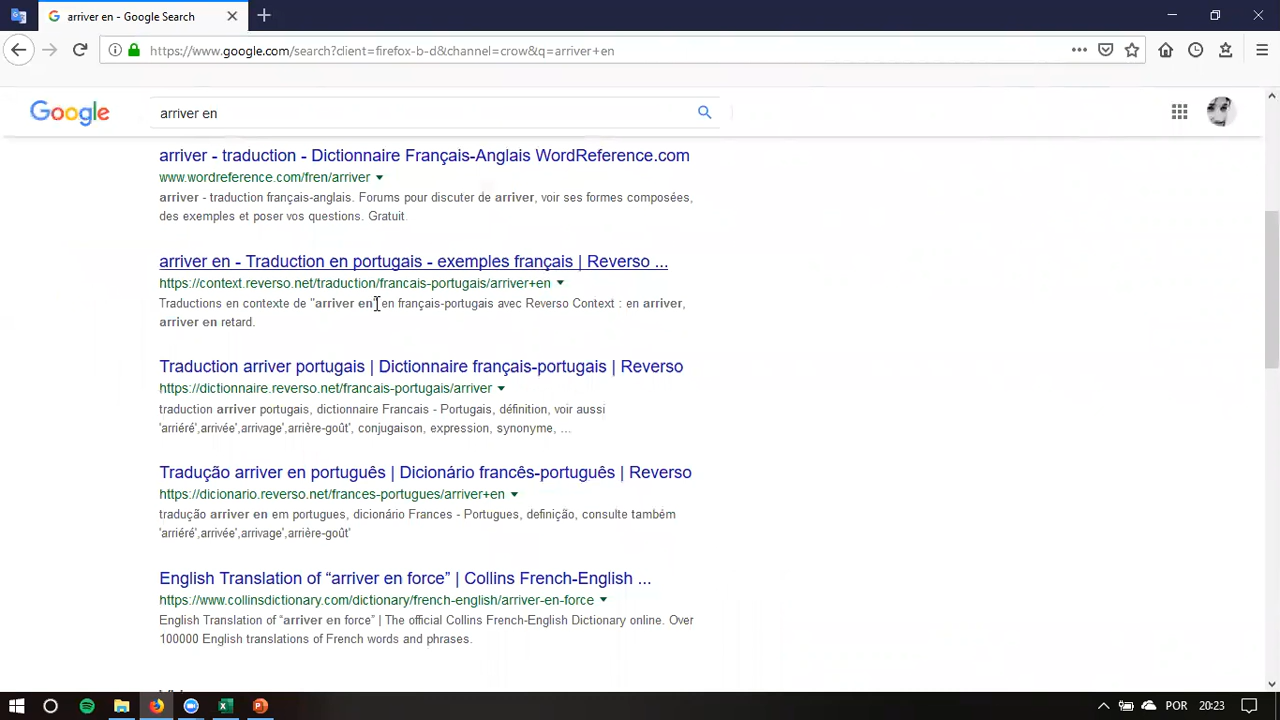 arriver en - Google Search
https://www.google.com/search?client=firefox-b-d&channel=crow&q=arriver+en
Google
arriver en
arriver - traduction - Dictionnaire Français-Anglais WordReference.com
www.wordreference.com/fren/arriver
arriver - traduction français-anglais. Forums pour discuter de arriver, voir ses formes composées,
des exemples et poser vos questions. Gratuit.
arriver en - Traduction en portugais - exemples français | Reverso ...
https://context.reverso.net/traduction/francais-portugais/arriver+en
Traductions en contexte de "arriver en" en français-portugais avec Reverso Context : en arriver,
arriver en retard.
Traduction arriver portugais | Dictionnaire français-portugais | Reverso
https://dictionnaire.reverso.net/francais-portugais/arriver
traduction arriver portugais, dictionnaire Francais - Portugais, définition, voir aussi
'arriéré',arrivée',arrivage',arrière-goût', conjugaison, expression, synonyme, …
Tradução arriver en português | Dicionário francês-português | Reverso
https://dicionario.reverso.net/frances-portugues/arriver+en
tradução arriver en em portugues, dicionário Frances - Portugues, definição, consulte também
'arriéré',arrivée',arrivage',arrière-goût'
English Translation of “arriver en force” | Collins French-English ...
https://www.collinsdictionary.com/dictionary/french-english/arriver-en-force
English Translation of “arriver en force” | The official Collins French-English Dictionary online. Over
100000 English translations of French words and phrases.
POR 20:23